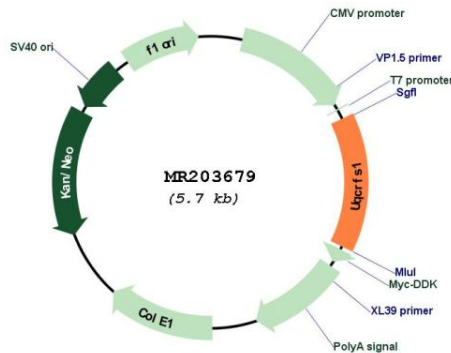 CMV promoter
SV40 ori
f1 ori
VP1.5 primer
T7 promoter
SgfI
Kan/Neo
MR203679
(5.7 kb)
Uqcrfs1
MluI
Myc-DDK
XL39 primer
Col E1
PolyA signal